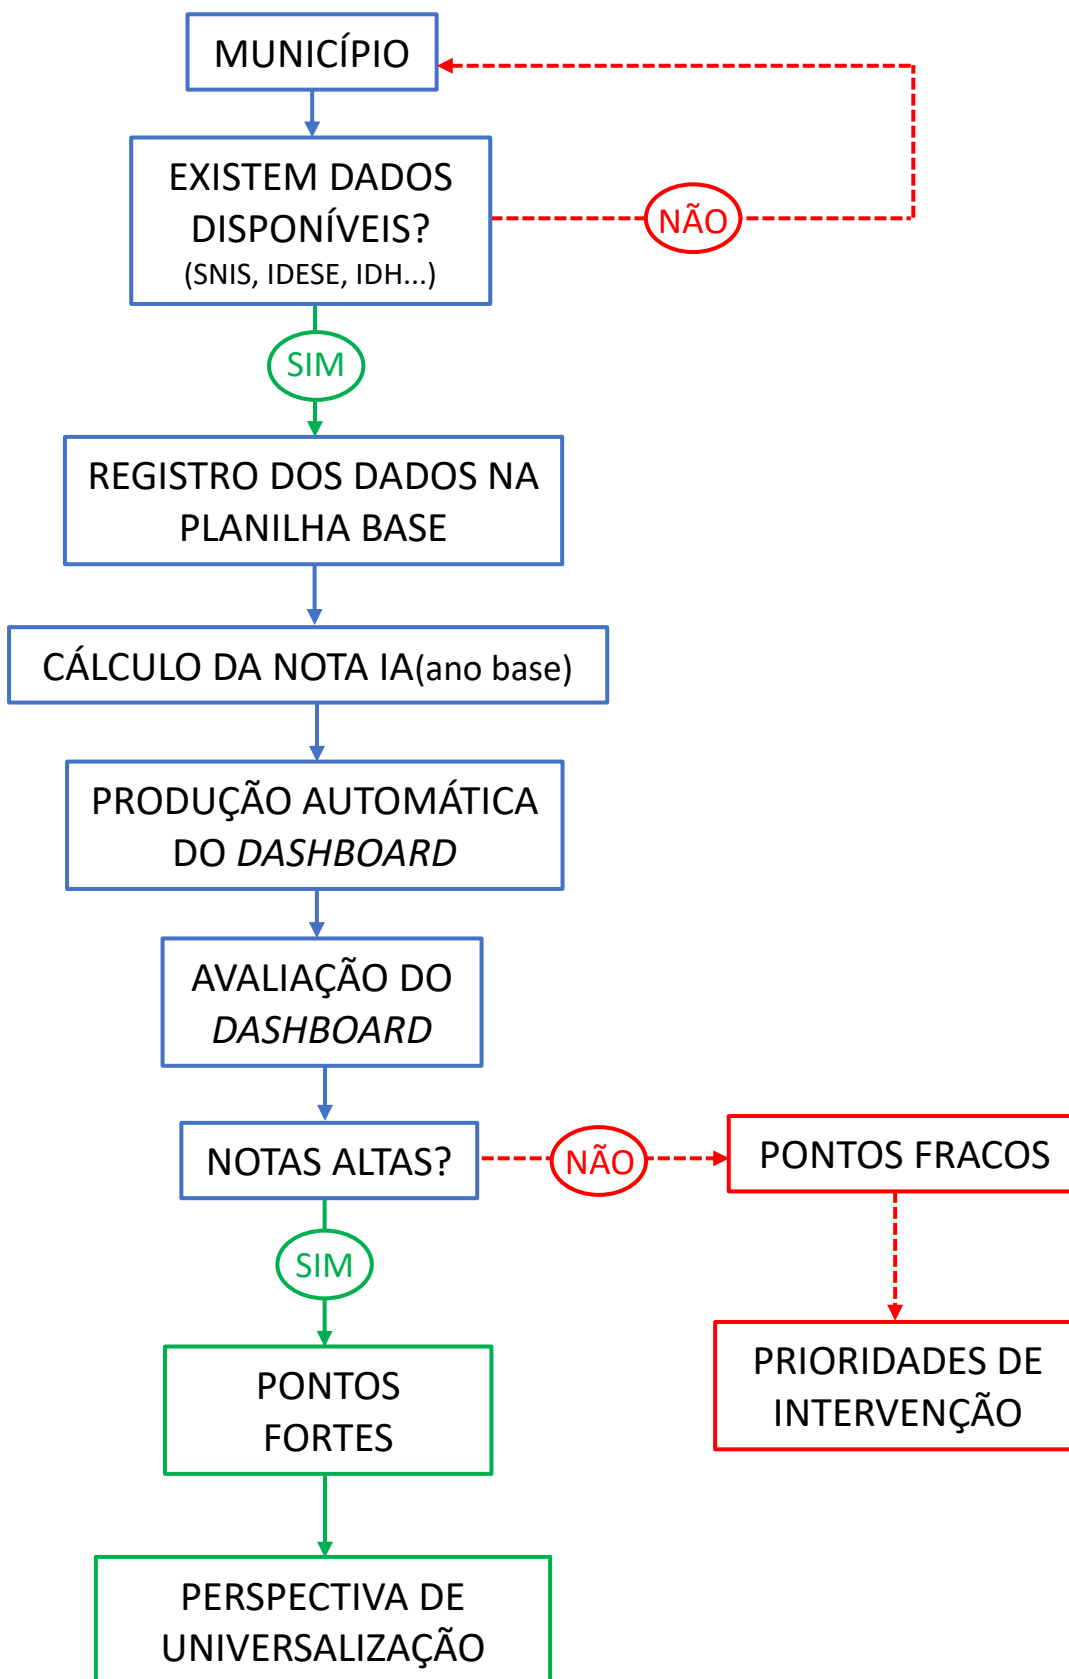 MUNICÍPIO
EXISTEM DADOS
DISPONÍVEIS?
(SNIS, IDESE, IDH...)
NÃO
SIM
REGISTRO DOS DADOS NA
PLANILHA BASE
CÁLCULO DA NOTA IA(ano base)
PRODUÇÃO AUTOMÁTICA
DO DASHBOARD
AVALIAÇÃO DO
DASHBOARD
NOTAS ALTAS?
NÃO
PONTOS FRACOS
SIM
PRIORIDADES DE
INTERVENÇÃO
PONTOS
FORTES
PERSPECTIVA DE
UNIVERSALIZAÇÃO